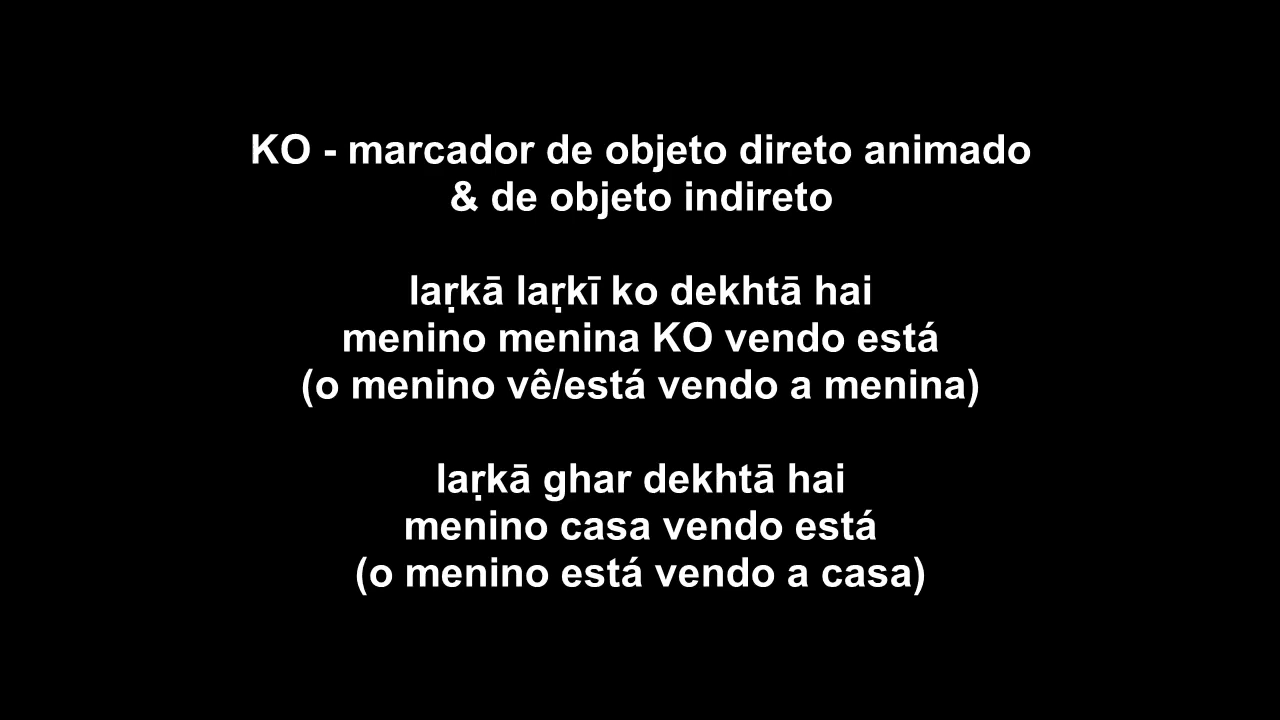 KO - marcador de objeto direto animado
& de objeto indireto
laṛkā laṛkī ko dekhtā hai
menino menina KO vendo está
(o menino vê/está vendo a menina)
laṛkā ghar dekhtā hai
menino casa vendo está
(o menino está vendo a casa)